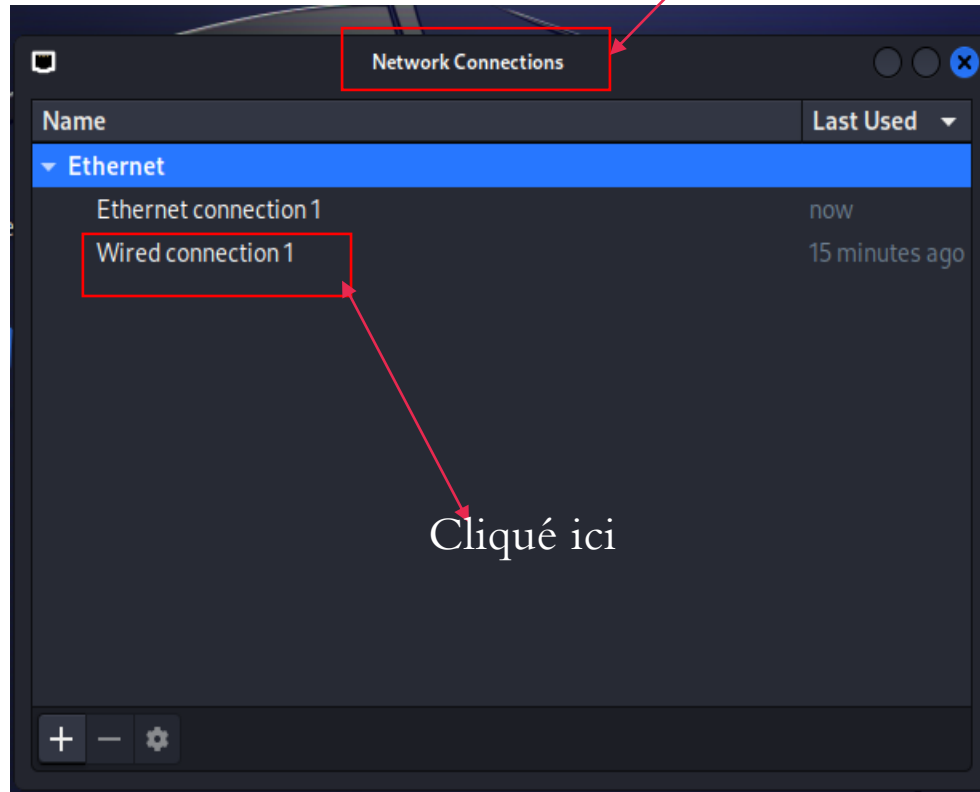 Network Connections
Name Last Used
Ethernet
Ethernet connection 1 now
Wired connection 1 15 minutes ago
Cliqué ici